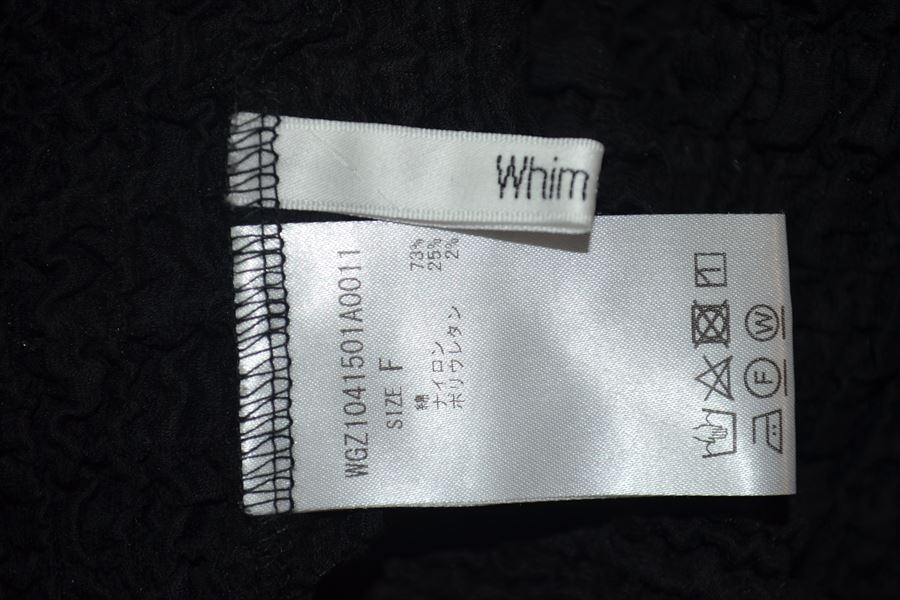 Whim
WGZ1041501A0011
SIZE F
綿 73%
ナイロン 25%
ポリウレタン 2%
W
F